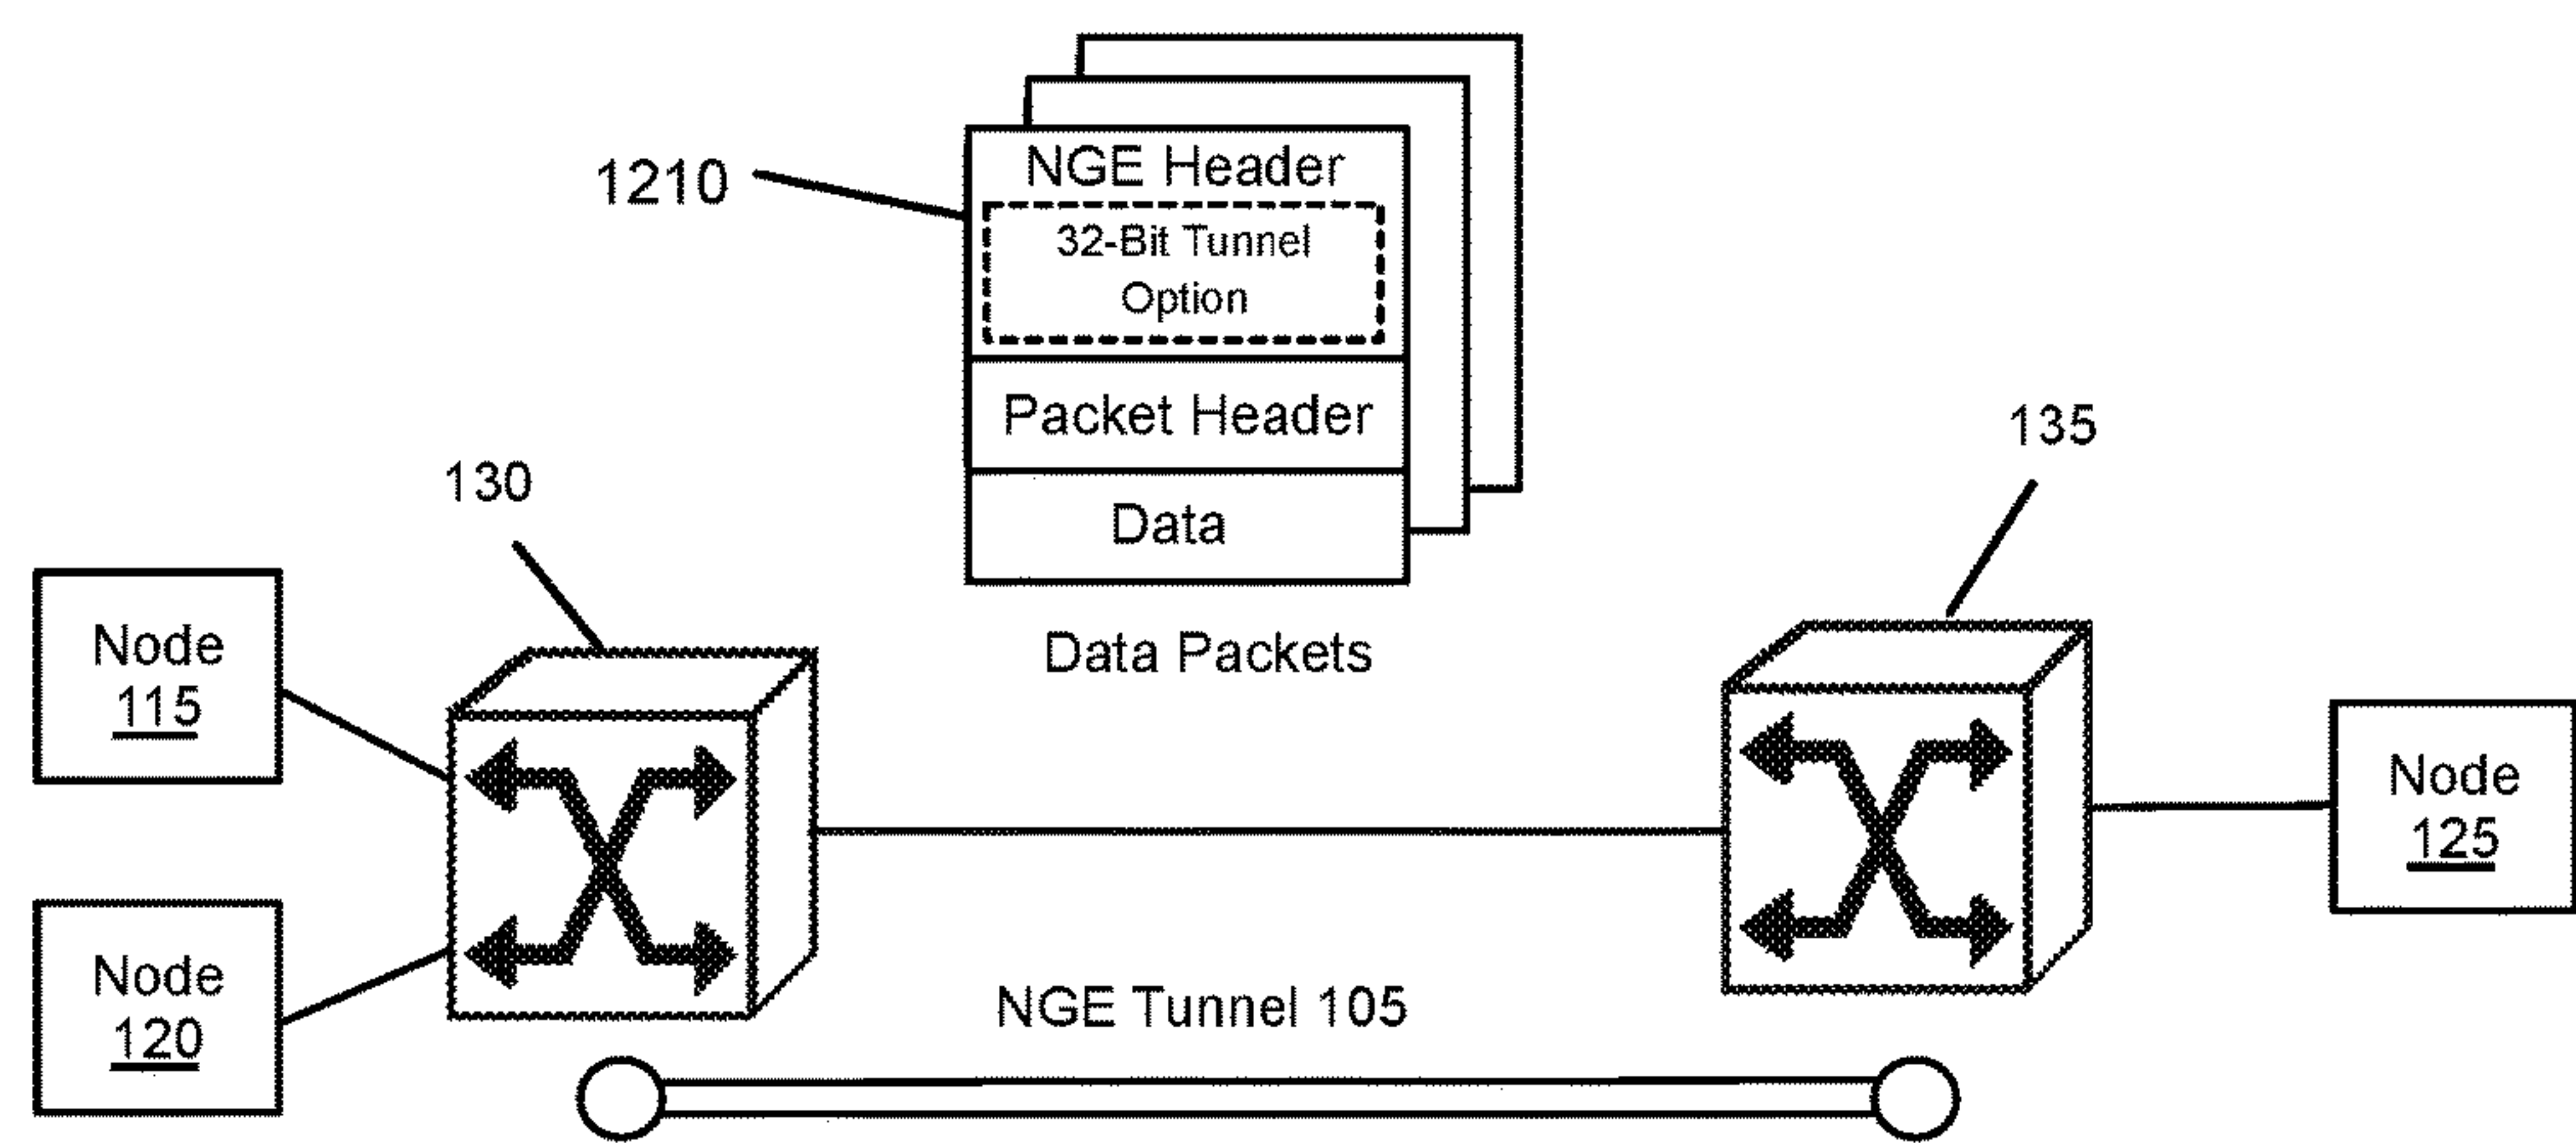 1210
NGE Header
32-Bit Tunnel
Option
Packet Header
Data
Data Packets
130
135
Node
115
Node
120
Node
125
NGE Tunnel 105